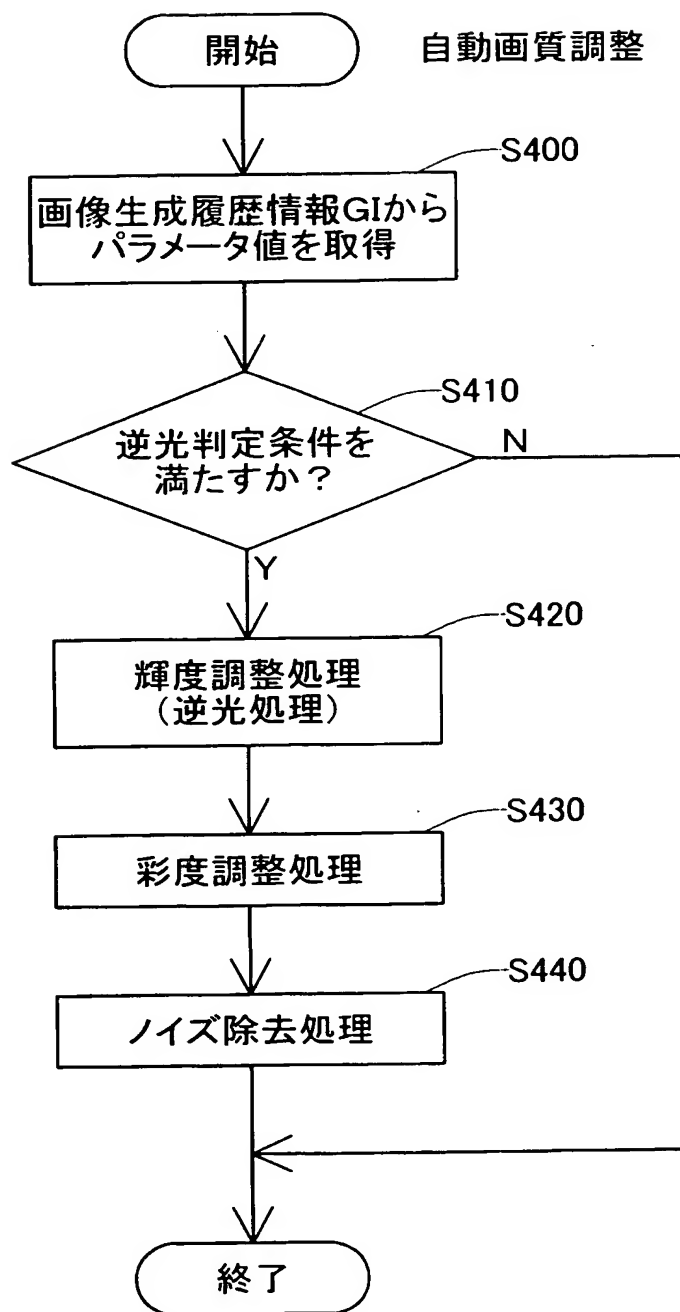 開始
自動画質調整
S400
画像生成履歴情報GIから
パラメータ値を取得
S410
逆光判定条件を
満たすか？
N
Y
S420
輝度調整処理
(逆光処理)
S430
彩度調整処理
S440
ノイズ除去処理
終了